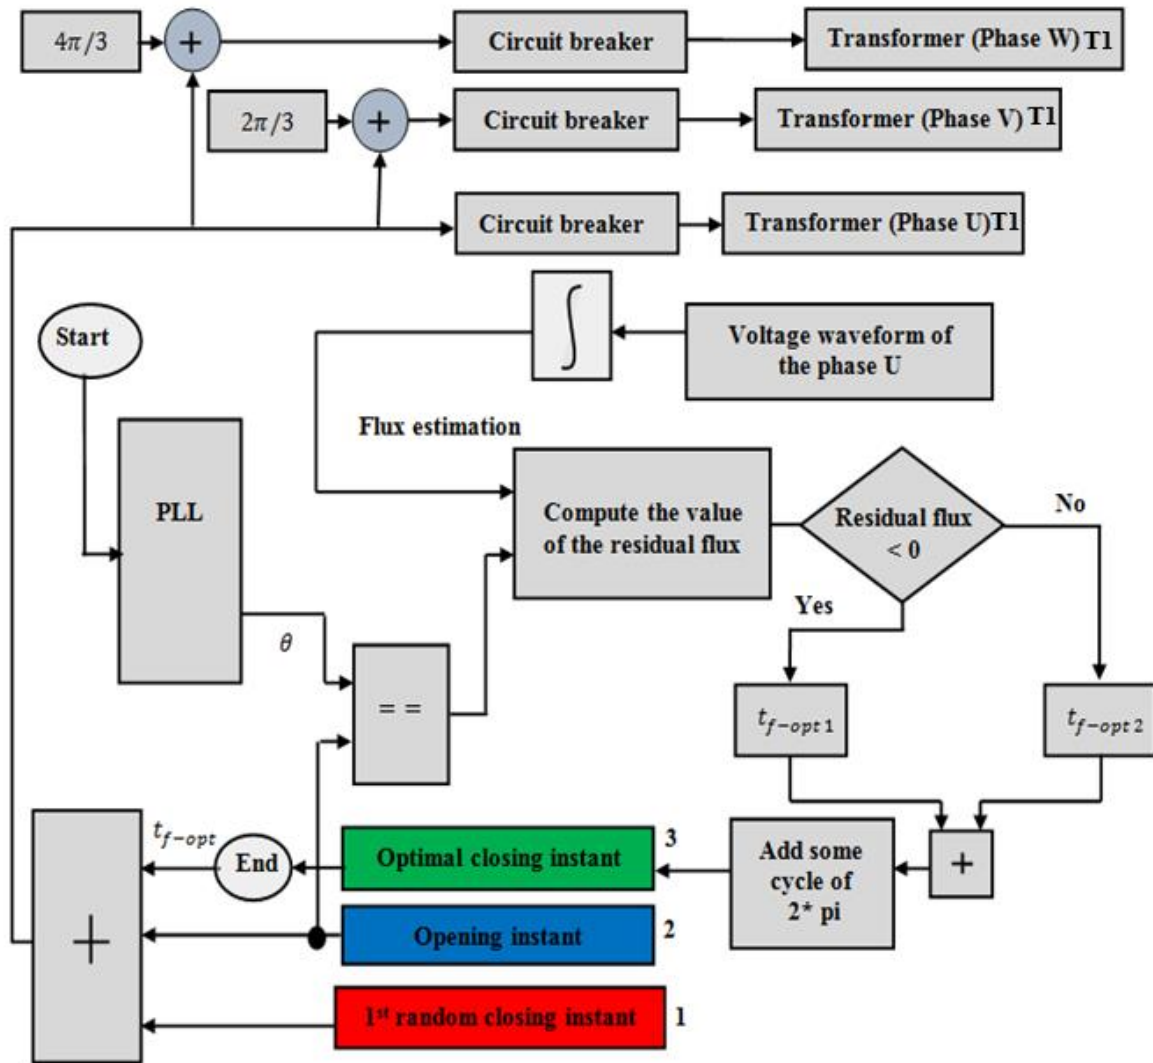 4π/3
+
Circuit breaker
Transformer (Phase W) T1
2π/3
+
Circuit breaker
Transformer (Phase V) T1
Circuit breaker
Transformer (Phase U) T1
Start
∫
Voltage waveform of
the phase U
Flux estimation
PLL
Compute the value
of the residual flux
Residual flux
< 0
No
Yes
θ
= =
t_{f-opt 1}
t_{f-opt 2}
t_{f-opt}
End
Optimal closing instant
3
Add some
cycle of
2* pi
+
+
Opening instant
2
1st random closing instant
1